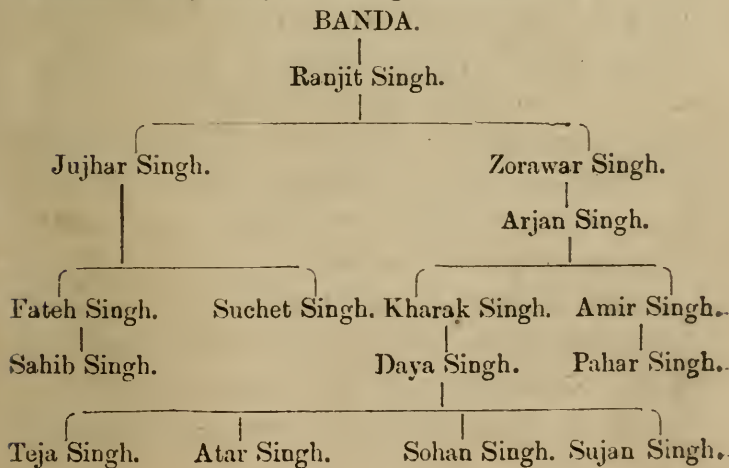 BANDA.
Ranjit Singh.
Jujhar Singh. Zorawar Singh.
Arjan Singh.
Fateh Singh. Suchet Singh. Kharak Singh. Amir Singh.
Sahib Singh. Daya Singh. Pahar Singh.
Teja Singh. Atar Singh. Sohan Singh. Sujan Singh.